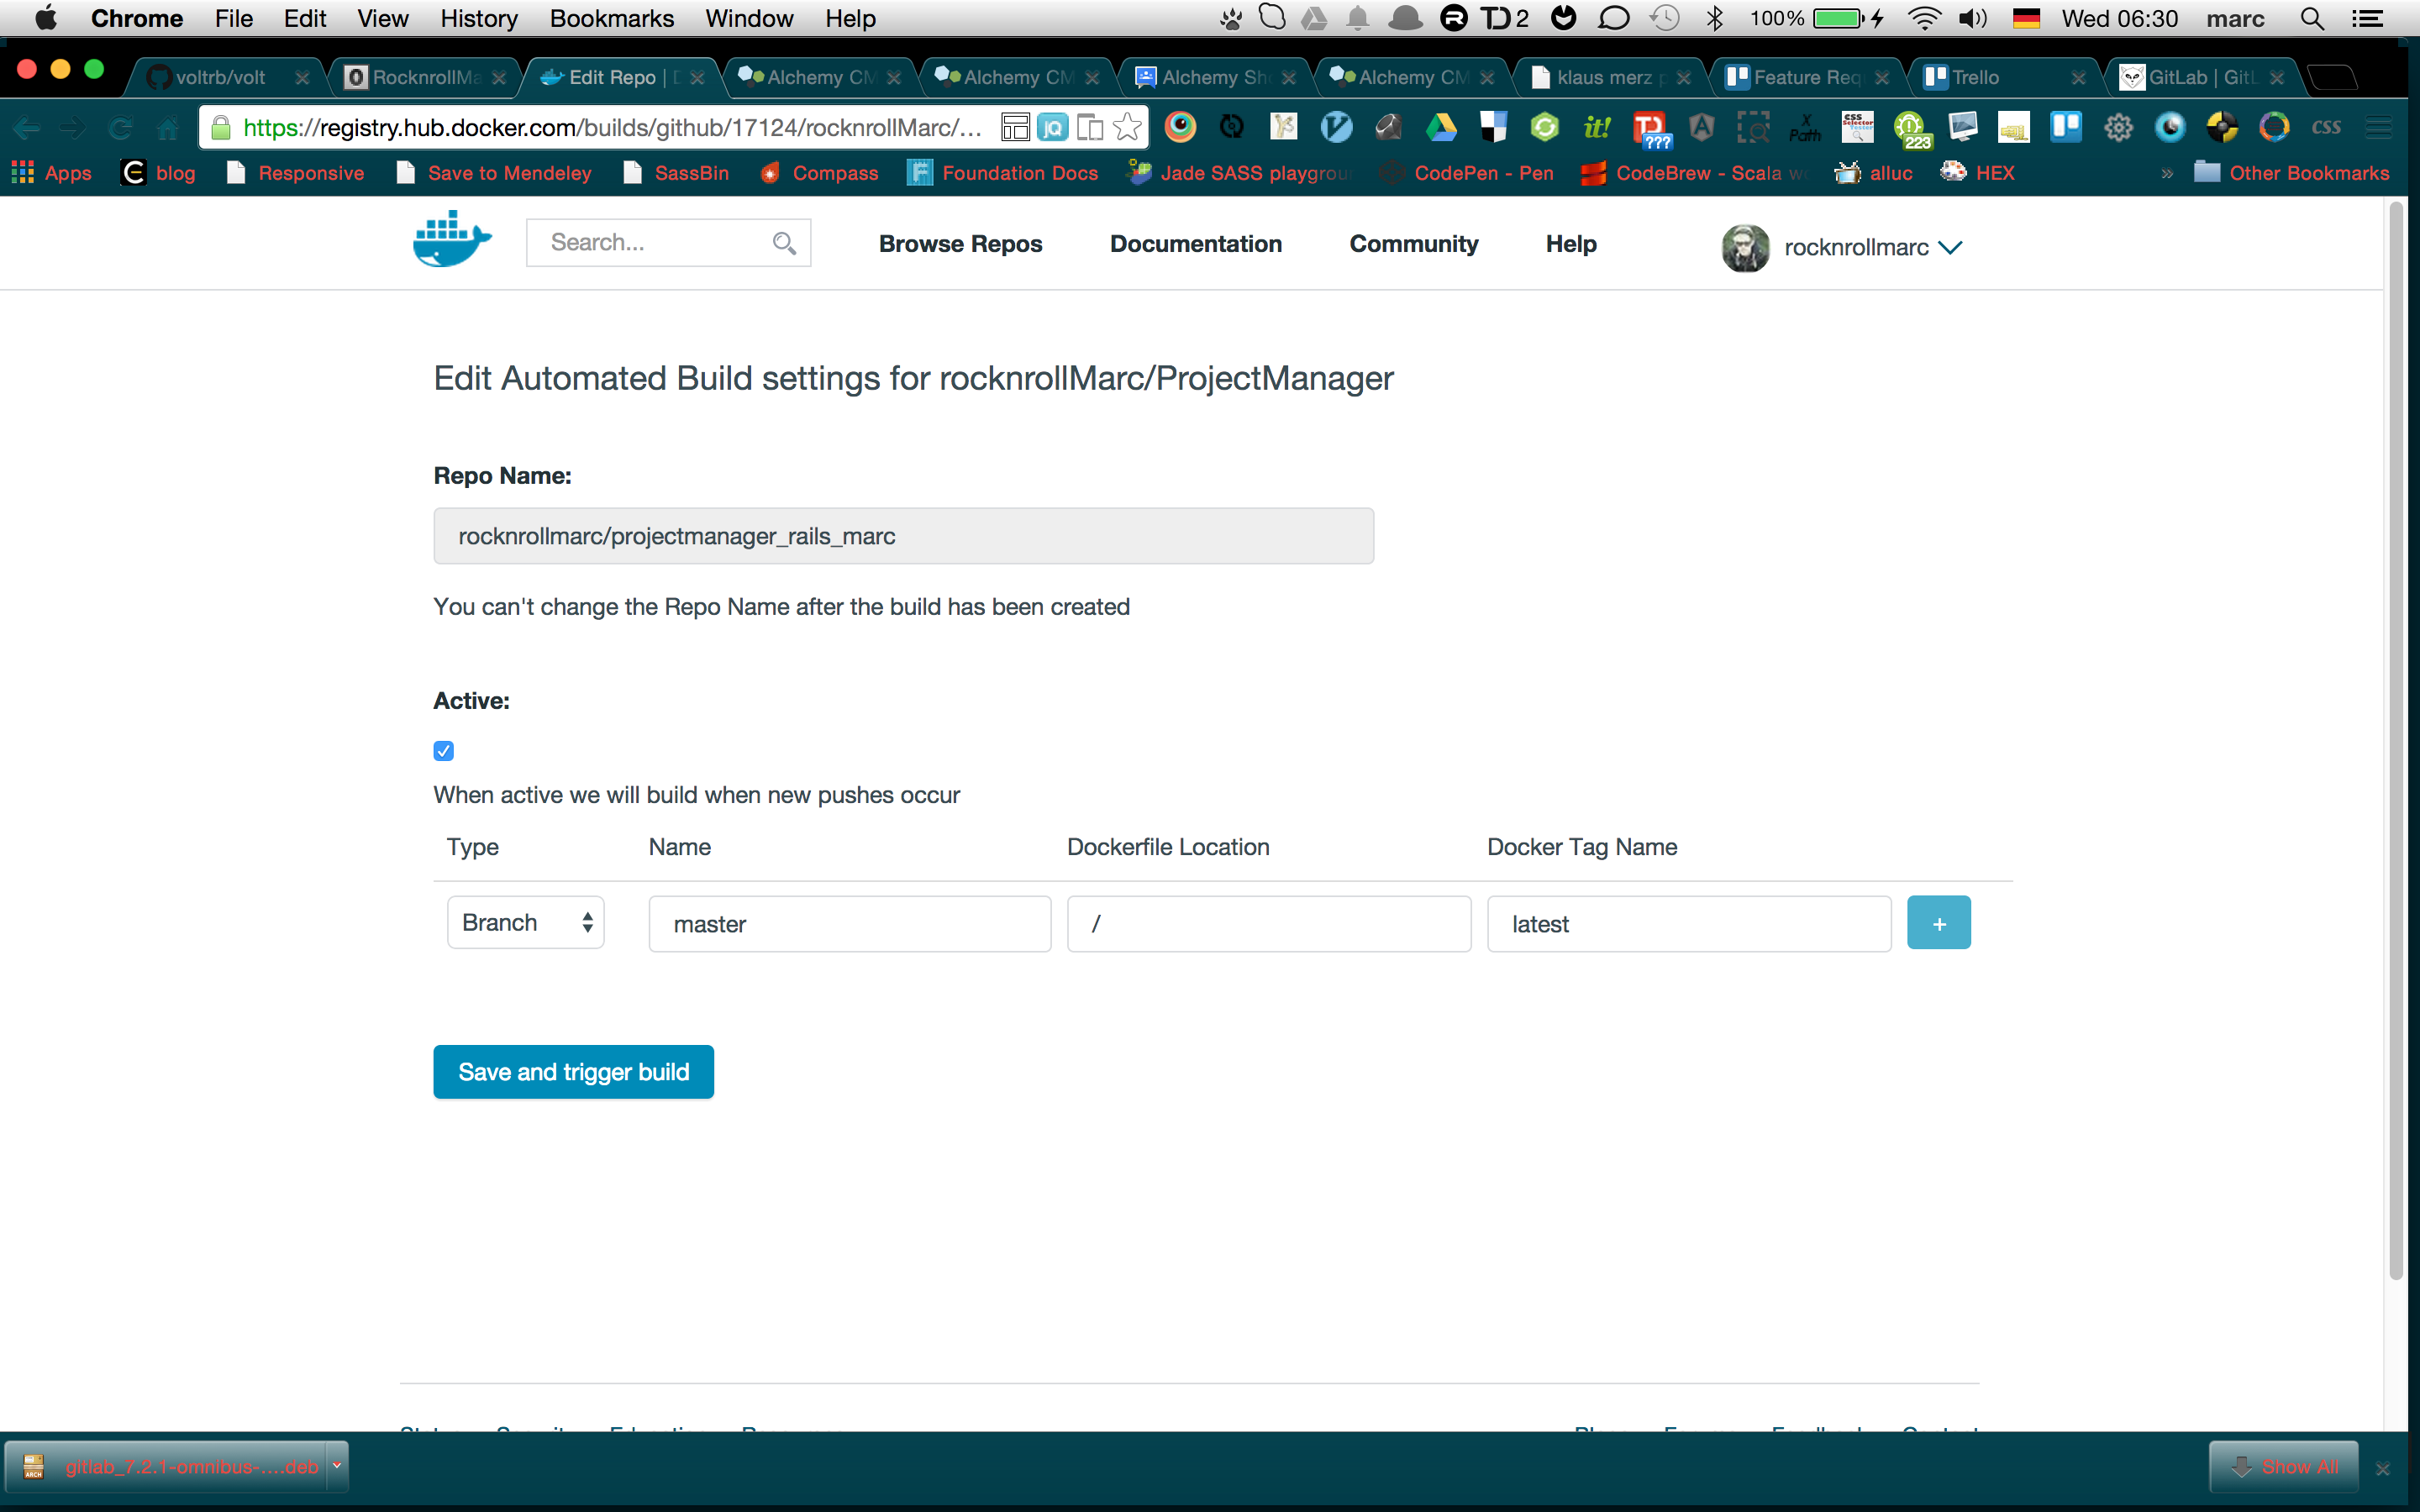 Chrome File Edit View History Bookmarks Window Help 2 100% Wed 06:30 marc
voltrb/volt RocknrollMa Edit Repo | Alchemy CM Alchemy CM Alchemy Sh Alchemy CM klaus merz p Feature Req Trello GitLab | GitL
https://registry.hub.docker.com/builds/github/17124/rocknrollMarc/... jQ it! ??? X Path CSS Selector Tester 223 css
Apps blog Responsive Save to Mendeley SassBin Compass Foundation Docs Jade SASS playgrou CodePen - Pen CodeBrew - Scala w alluc HEX » Other Bookmarks
Search... Browse Repos Documentation Community Help rocknrollmarc
Edit Automated Build settings for rocknrollMarc/ProjectManager
Repo Name:
rocknrollmarc/projectmanager_rails_marc
You can't change the Repo Name after the build has been created
Active:
When active we will build when new pushes occur
Type Name Dockerfile Location Docker Tag Name
Branch master / latest +
Save and trigger build
gitlab_7.2.1-omnibus-....deb Show All